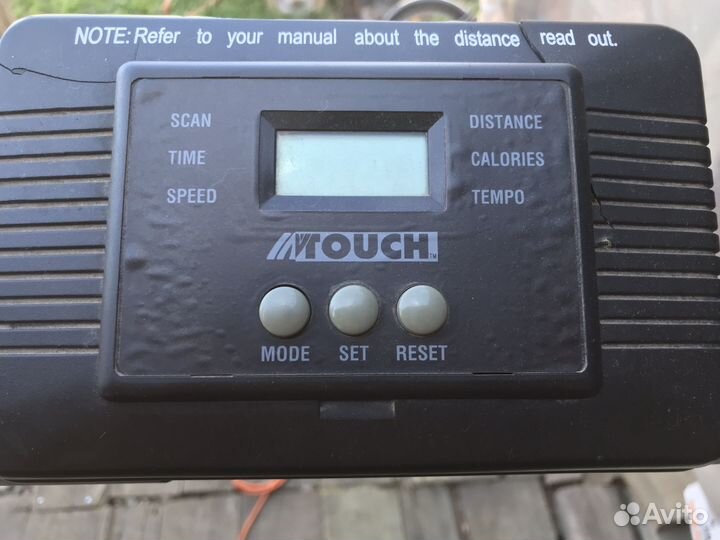 NOTE: Refer to your manual about the distance read out.
SCAN
TIME
SPEED
DISTANCE
CALORIES
TEMPO
INTOUCH™
MODE SET RESET
Avito